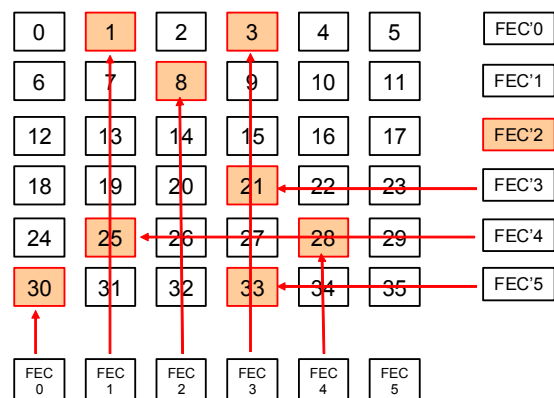 0 1 2 3 4 5 FEC'0
6 7 8 9 10 11 FEC'1
12 13 14 15 16 17 FEC'2
18 19 20 21 22 23 FEC'3
24 25 26 27 28 29 FEC'4
30 31 32 33 34 35 FEC'5
FEC FEC FEC FEC FEC FEC
0 1 2 3 4 5